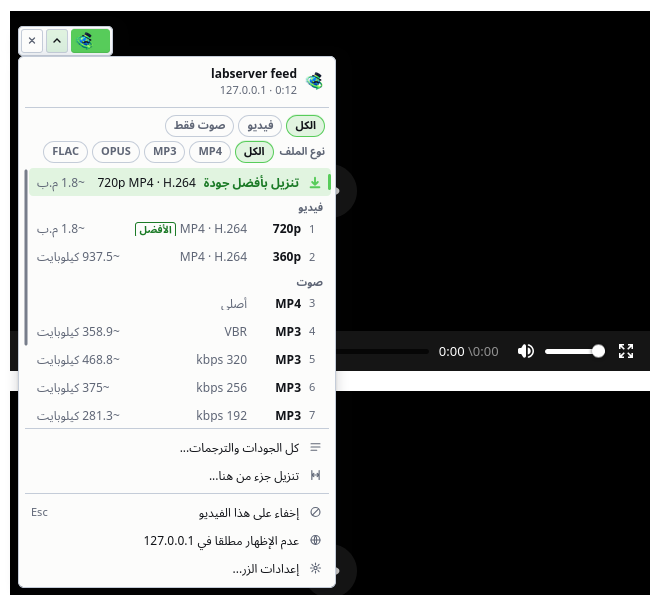 labserver feed
127.0.0.1 · 0:12
الكل فيديو صوت فقط
نوع الملف الكل MP4 MP3 OPUS FLAC
تنزيل بأفضل جودة 720p MP4 · H.264 ~1.8 م.ب
فيديو
1 720p MP4 · H.264 الأفضل ~1.8 م.ب
2 360p MP4 · H.264 ~937.5 كيلوبايت
صوت
3 MP4 أصلي
4 MP3 VBR ~358.9 كيلوبايت
5 MP3 320 kbps ~468.8 كيلوبايت
6 MP3 256 kbps ~375 كيلوبايت
7 MP3 192 kbps ~281.3 كيلوبايت
كل الجودات والترجمات...
تنزيل جزء من هنا...
إخفاء على هذا الفيديو Esc
عدم الإظهار مطلقا في 127.0.0.1
إعدادات الزر...
0:00 \0:00